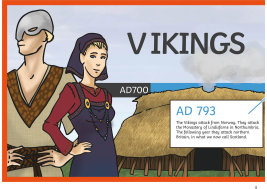 VIKINGS
AD700
AD 793
The Vikings attack from Norway. They attack
the Monastery of Lindisfarne in Northumbria.
The following year they attack northern
Britain, in what we now call Scotland.